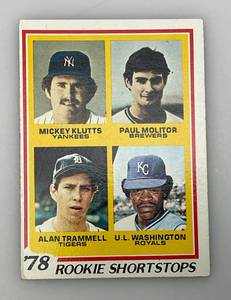 NY
MICKEY KLUTTS
YANKEES
PAUL MOLITOR
BREWERS
KC
ALAN TRAMMELL
TIGERS
U.L. WASHINGTON
ROYALS
'78 ROOKIE SHORTSTOPS